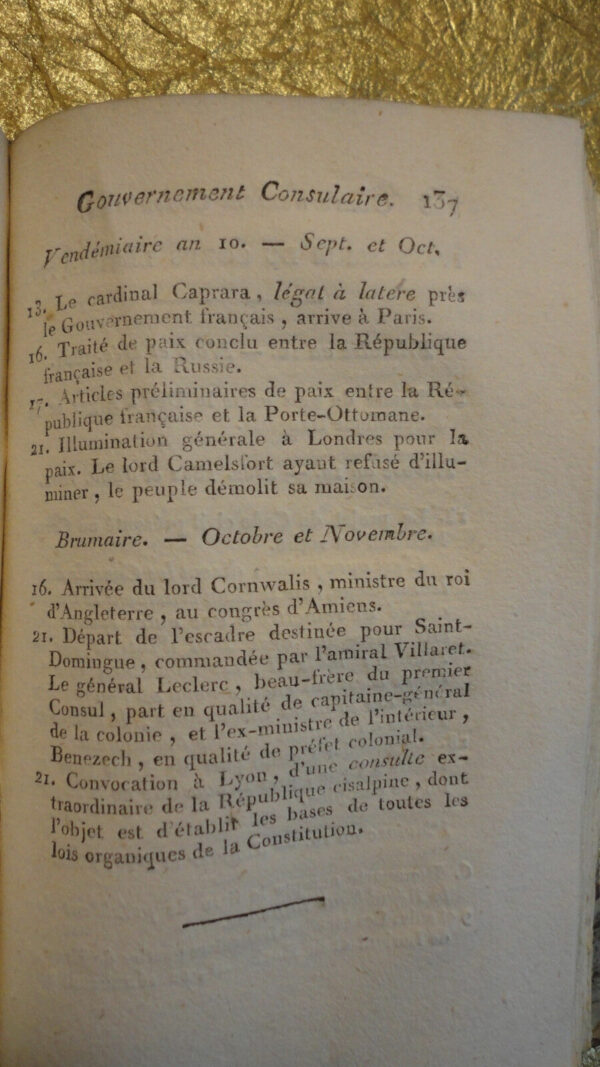 Gouvernement Consulaire. 137
Vendémiaire an 10. — Sept. et Oct.
13. Le cardinal Caprara, légat à latere près
le Gouvernement français, arrive à Paris.
16. Traité de paix conclu entre la République
française et la Russie.
17. Articles préliminaires de paix entre la Ré-
publique française et la Porte-Ottomane.
21. Illumination générale à Londres pour la
paix. Le lord Camelsfort ayant refusé d'illu-
miner, le peuple démolit sa maison.
Brumaire. — Octobre et Novembre.
16. Arrivée du lord Cornwalis, ministre du roi
d'Angleterre, au congrès d'Amiens.
21. Départ de l'escadre destinée pour Saint-
Domingue, commandée par l'amiral Villaret.
Le général Leclerc, beau-frère du premier
Consul, part en qualité de capitaine-général
de la colonie, et l'ex-ministre de l'intérieur,
Benezech, en qualité de préfet colonial.
21. Convocation à Lyon, d'une consulte ex-
traordinaire de la République cisalpine, dont
l'objet est d'établir les bases de toutes les
lois organiques de la Constitution.